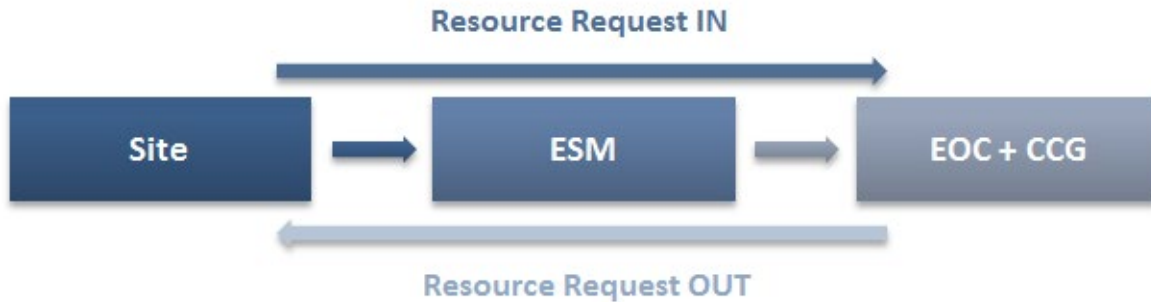 Resource Request IN
Site
ESM
EOC + CCG
Resource Request OUT